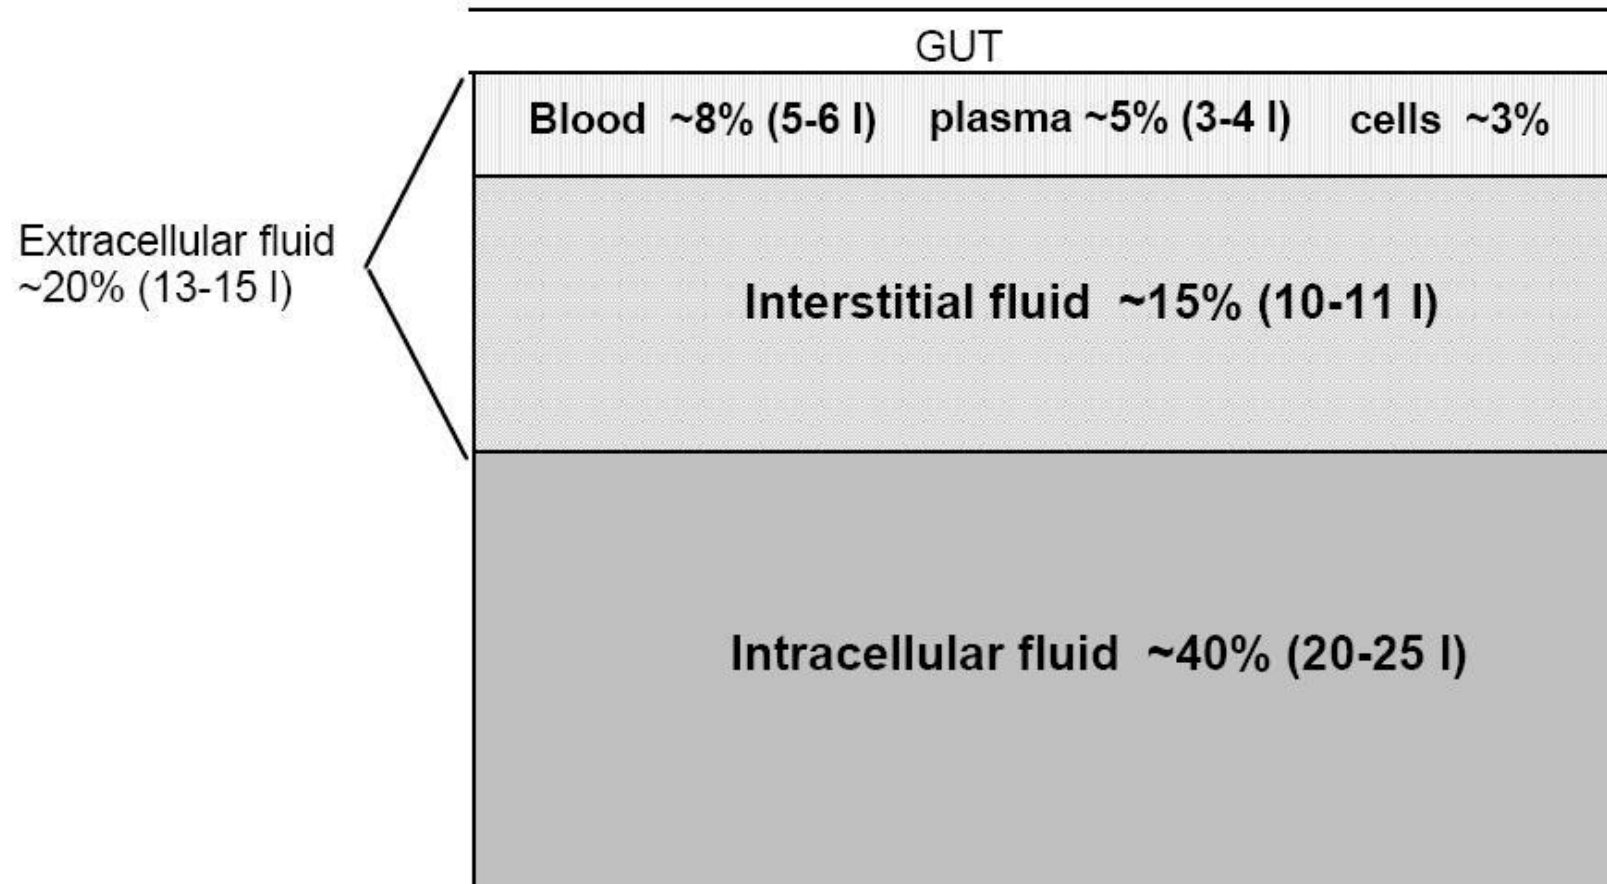 GUT
Blood ~8% (5-6 l) plasma ~5% (3-4 l) cells ~3%
Extracellular fluid
~20% (13-15 l)
Interstitial fluid ~15% (10-11 l)
Intracellular fluid ~40% (20-25 l)